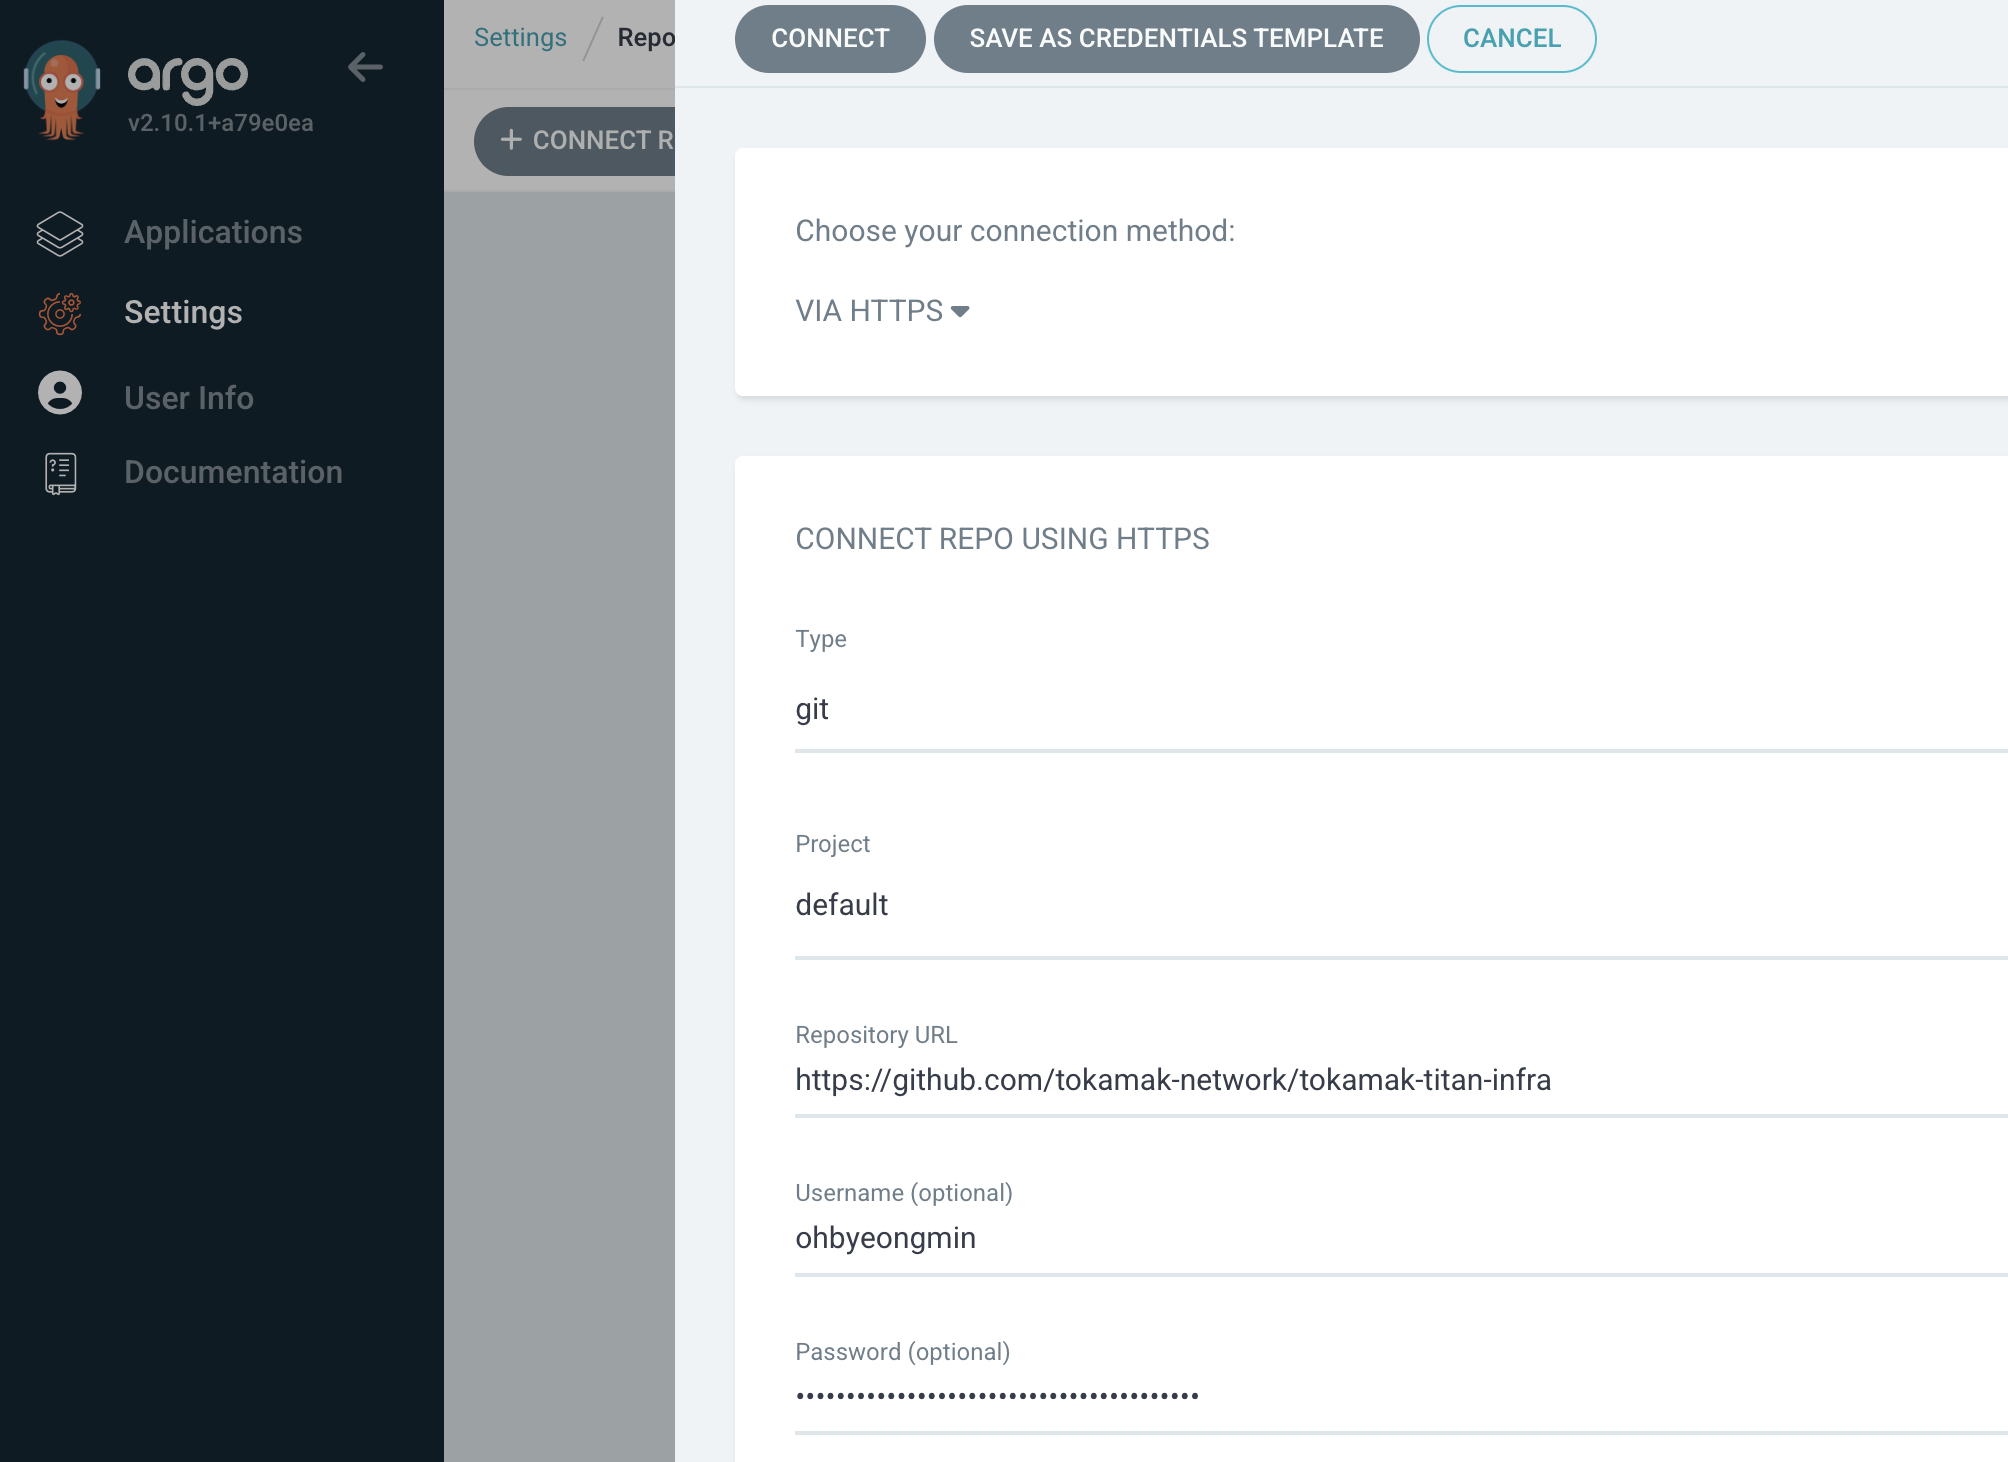 argo
v2.10.1+a79e0ea
Applications
Settings
User Info
Documentation
Settings / Repo
+ CONNECT R
CONNECT
SAVE AS CREDENTIALS TEMPLATE
CANCEL
Choose your connection method:
VIA HTTPS
CONNECT REPO USING HTTPS
Type
git
Project
default
Repository URL
https://github.com/tokamak-network/tokamak-titan-infra
Username (optional)
ohbyeongmin
Password (optional)
••••••••••••••••••••••••••••••••••••••••